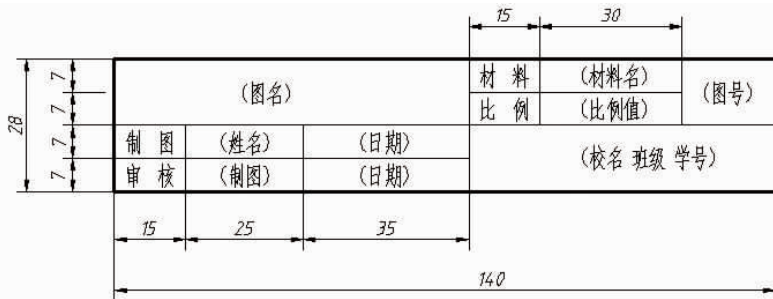 15 30
7 材 料 (材料名)
(图名) (图号)
7 比 例 (比例值)
28
7 制 图 (姓名) (日期)
(校名 班级 学号)
7 审 核 (制图) (日期)
15 25 35
140